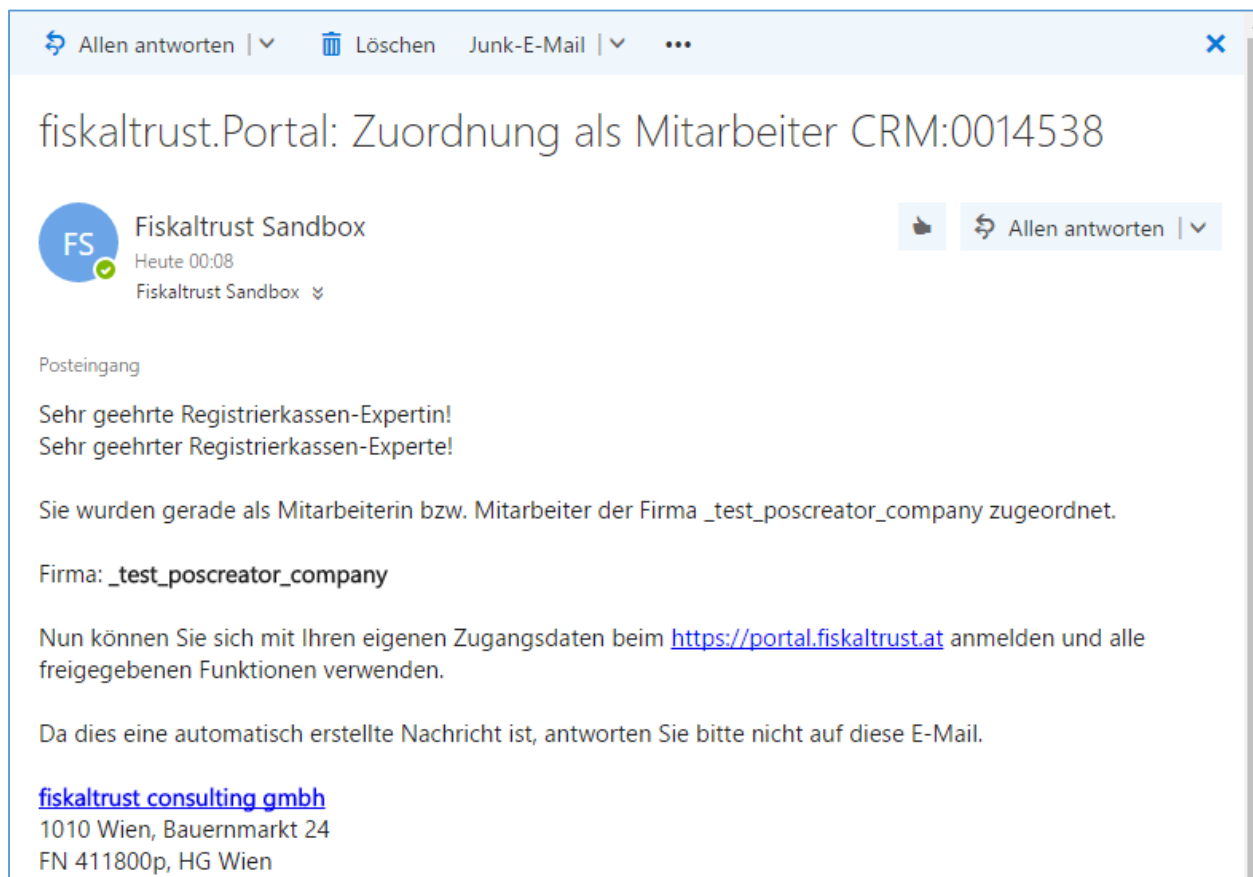 Allen antworten | Löschen Junk-E-Mail | •••
fiskaltrust.Portal: Zuordnung als Mitarbeiter CRM:0014538
FS
Fiskaltrust Sandbox
Heute 00:08
Fiskaltrust Sandbox
Allen antworten |
Posteingang
Sehr geehrte Registrierkassen-Expertin!
Sehr geehrter Registrierkassen-Experte!
Sie wurden gerade als Mitarbeiterin bzw. Mitarbeiter der Firma _test_poscreator_company zugeordnet.
Firma: _test_poscreator_company
Nun können Sie sich mit Ihren eigenen Zugangsdaten beim https://portal.fiskaltrust.at anmelden und alle
freigegebenen Funktionen verwenden.
Da dies eine automatisch erstellte Nachricht ist, antworten Sie bitte nicht auf diese E-Mail.
fiskaltrust consulting gmbh
1010 Wien, Bauernmarkt 24
FN 411800p, HG Wien